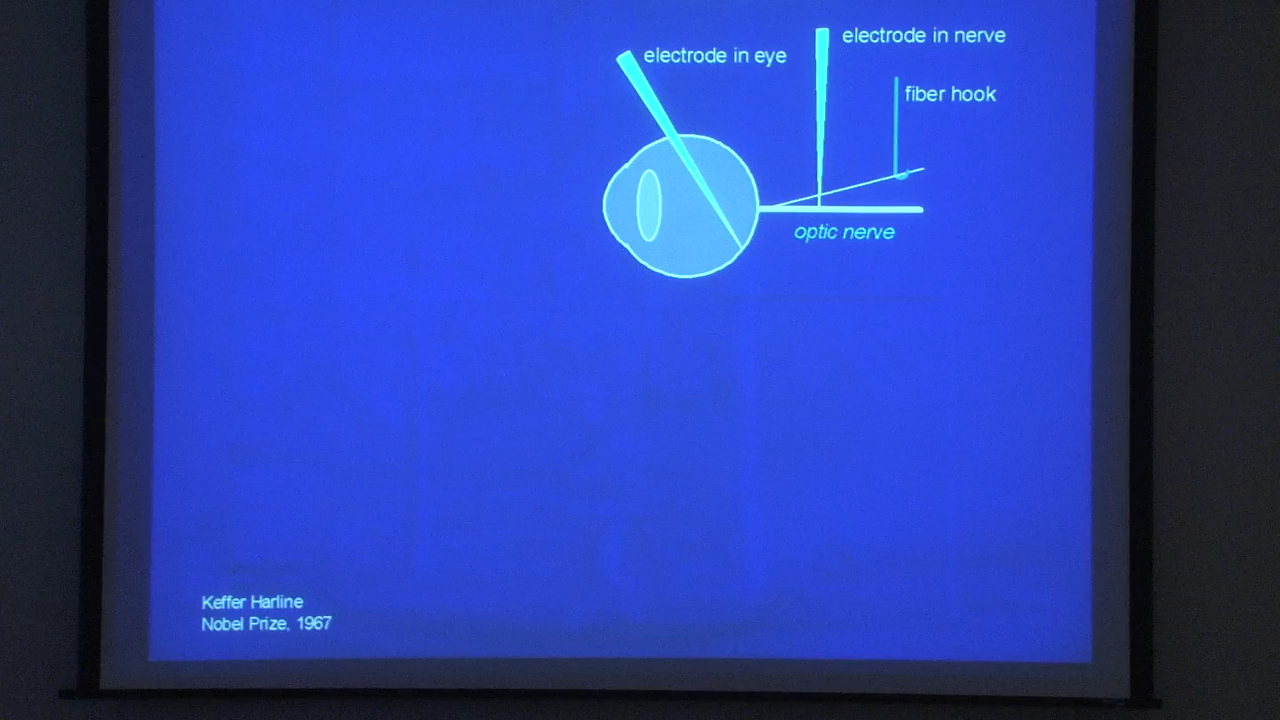 electrode in eye
electrode in nerve
fiber hook
optic nerve
Keffer Harline
Nobel Prize, 1967